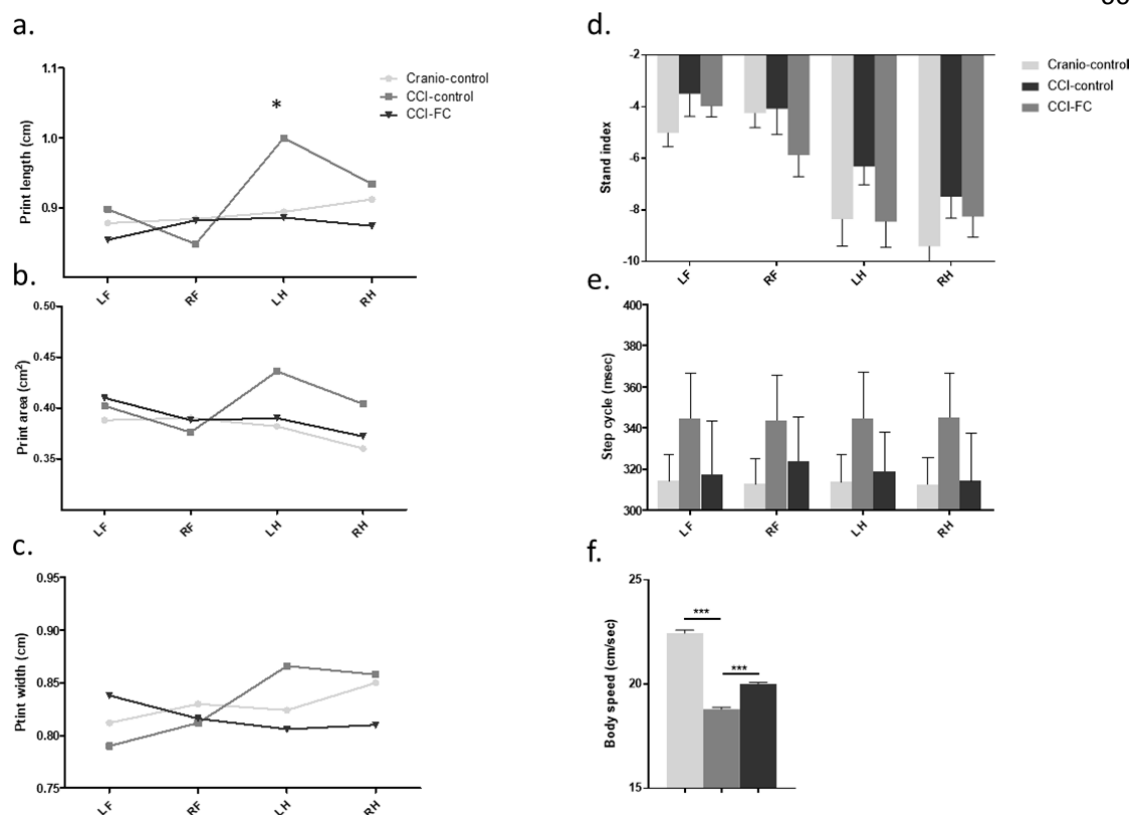 a.
1.1
1.0
0.9
Print length (cm)
*
Cranio-control
CCI-control
CCI-FC
LF RF LH RH
b.
0.50
0.45
0.40
0.35
Print area (cm²)
LF RF LH RH
c.
0.95
0.90
0.85
0.80
0.75
Ptint width (cm)
LF RF LH RH
d.
-2
-4
-6
-8
-10
Stand index
Cranio-control
CCI-control
CCI-FC
LF RF LH RH
e.
400
380
360
340
320
300
Step cycle (msec)
LF RF LH RH
f.
25
20
15
Body speed (cm/sec)
***
***